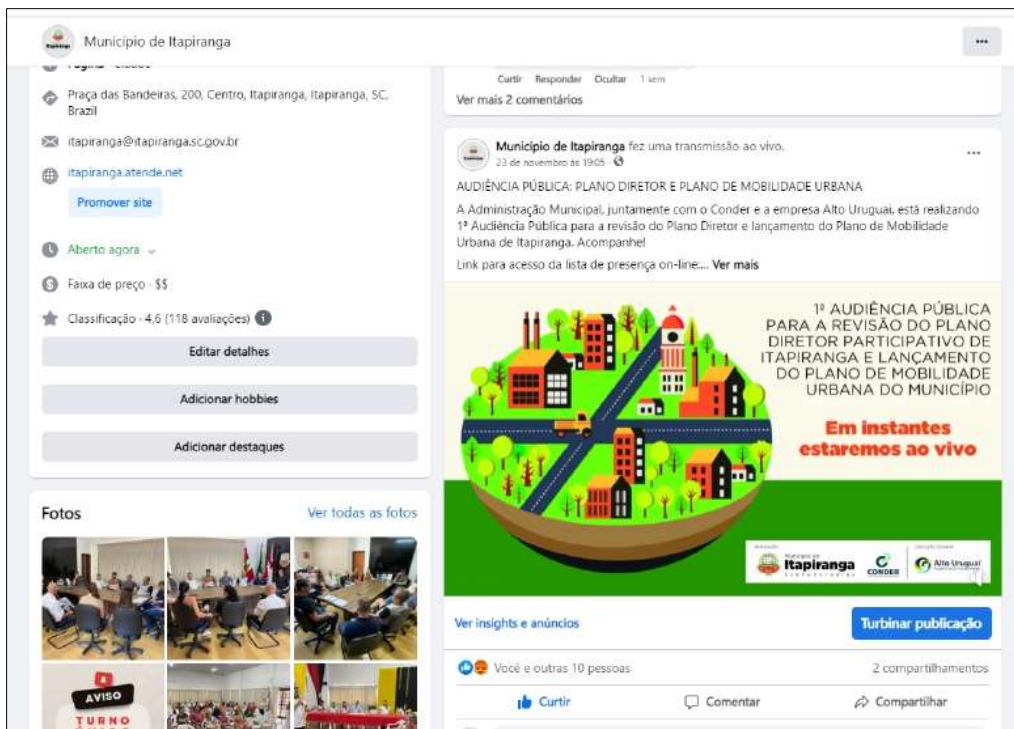 Município de Itapiranga
Página · Cidade
Praça das Bandeiras, 200, Centro, Itapiranga, Itapiranga, SC,
Brazil
itapiranga@itapiranga.sc.gov.br
itapiranga.atende.net
Promover site
Aberto agora
Faixa de preço · $$
Classificação · 4,6 (118 avaliações)
Editar detalhes
Adicionar hobbies
Adicionar destaques
Fotos
Ver todas as fotos
AVISO
TURNO
Curtir Responder Ocultar 1 sem
Ver mais 2 comentários
Município de Itapiranga fez uma transmissão ao vivo.
23 de novembro às 19:05 ·
AUDIÊNCIA PÚBLICA: PLANO DIRETOR E PLANO DE MOBILIDADE URBANA
A Administração Municipal, juntamente com o Conder e a empresa Alto Uruguai, está realizando
1ª Audiência Pública para a revisão do Plano Diretor e lançamento do Plano de Mobilidade
Urbana de Itapiranga. Acompanhe!
Link para acesso da lista de presença on-line:... Ver mais
1ª AUDIÊNCIA PÚBLICA
PARA A REVISÃO DO PLANO
DIRETOR PARTICIPATIVO DE
ITAPIRANGA E LANÇAMENTO
DO PLANO DE MOBILIDADE
URBANA DO MUNICÍPIO
Em instantes
estaremos ao vivo
Município de
Itapiranga
CONDER
Alto Uruguai
Ver insights e anúncios
Turbinar publicação
Você e outras 10 pessoas
2 compartilhamentos
Curtir
Comentar
Compartilhar